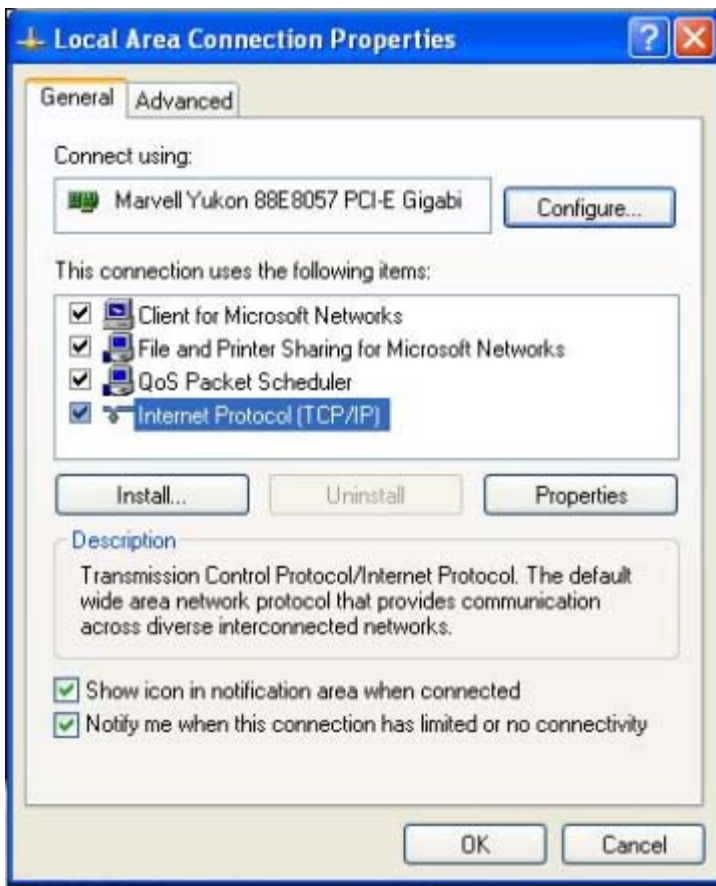 Local Area Connection Properties
General Advanced
Connect using:
Marvell Yukon 88E8057 PCI-E Gigabi
Configure...
This connection uses the following items:
Client for Microsoft Networks
File and Printer Sharing for Microsoft Networks
QoS Packet Scheduler
Internet Protocol (TCP/IP)
Install... Uninstall Properties
Description
Transmission Control Protocol/Internet Protocol. The default
wide area network protocol that provides communication
across diverse interconnected networks.
Show icon in notification area when connected
Notify me when this connection has limited or no connectivity
OK Cancel